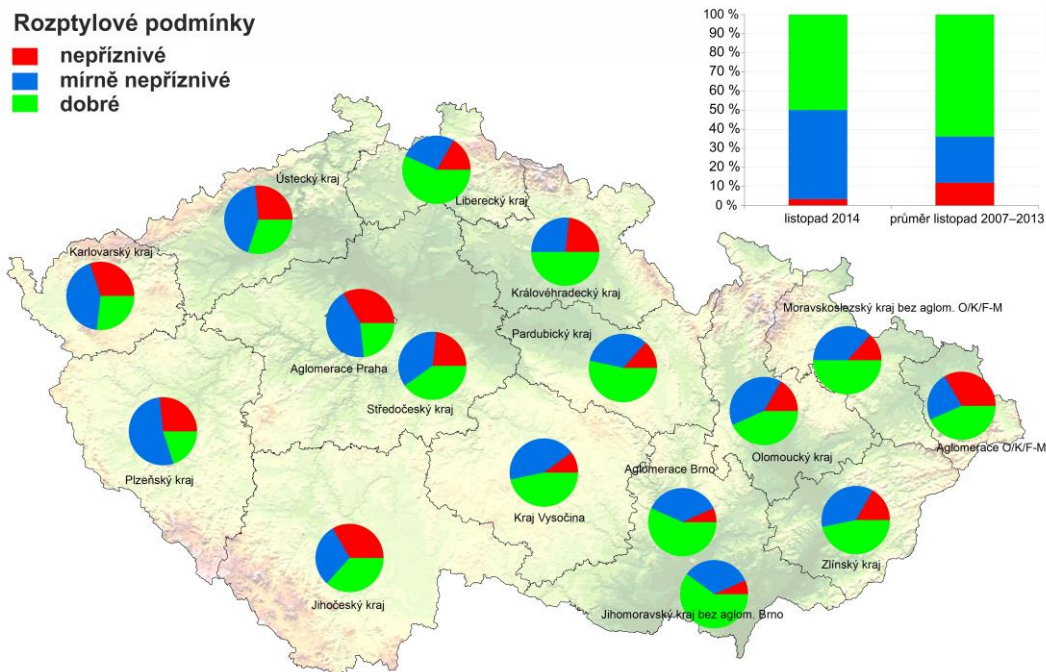 Rozptylové podmínky
nepříznivé
mírně nepříznivé
dobré
100 %
90 %
80 %
70 %
60 %
50 %
40 %
30 %
20 %
10 %
0 %
listopad 2014
průměr listopad 2007–2013
Ústecký kraj
Liberecký kraj
Karlovarský kraj
Královéhradecký kraj
Moravskoslezský kraj bez aglom. O/K/F-M
Pardubický kraj
Aglomerace Praha
Středočeský kraj
Aglomerace O/K/F-M
Olomoucký kraj
Aglomerace Brno
Plzeňský kraj
Kraj Vysočina
Zlínský kraj
Jihočeský kraj
Jihomoravský kraj bez aglom. Brno